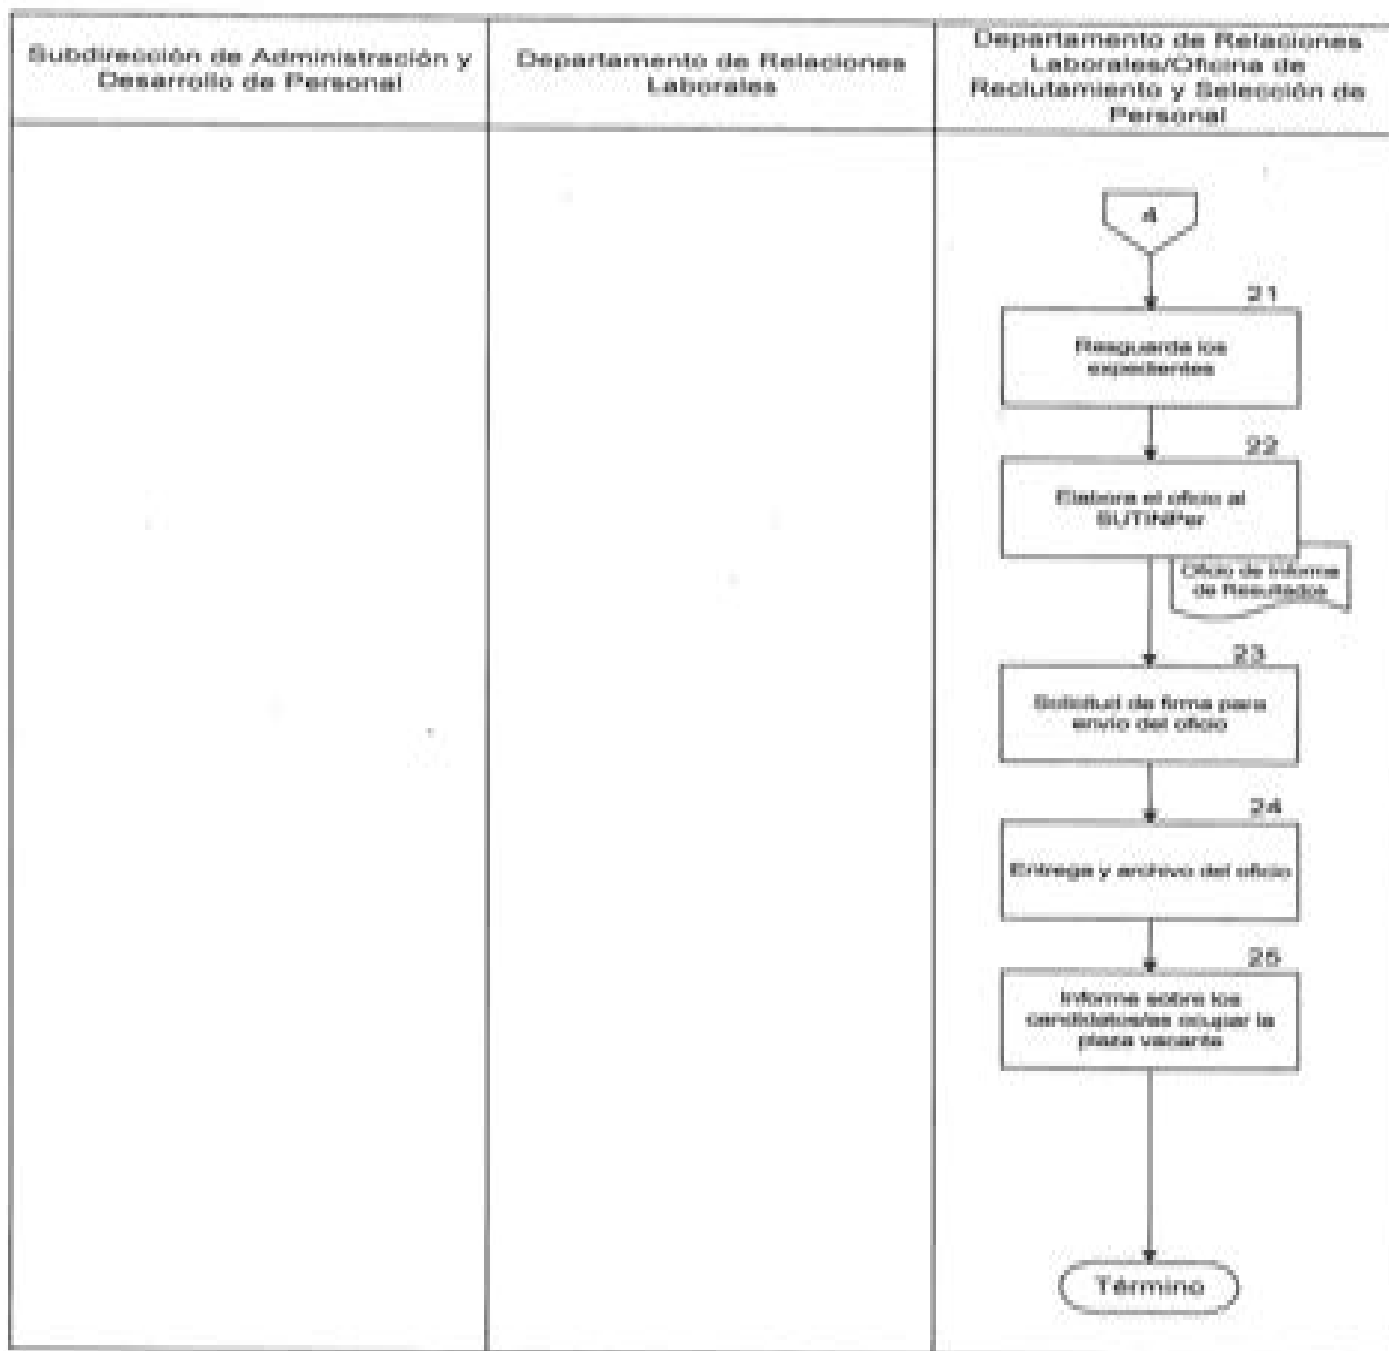 Subdirección de Administración y
Desarrollo de Personal
Departamento de Relaciones
Laborales
Departamento de Relaciones
Laborales/Oficina de
Reclutamiento y Selección de
Personal
4
21
Resguarda los
expedientes
22
Elabora el oficio al
SUTINPer
Oficio de Informe
de Resultados
23
Solicitud de firma para
envío del oficio
24
Entrega y archivo del oficio
25
Informe sobre los
candidatos/as ocupar la
plaza vacante
Término